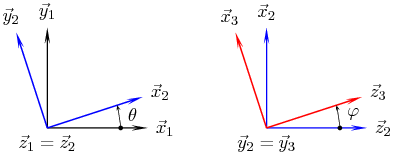 y⃗₂ y⃗₁ x⃗₂ θ x⃗₁ z⃗₁ = z⃗₂
x⃗₃ x⃗₂ z⃗₃ φ z⃗₂ y⃗₂ = y⃗₃